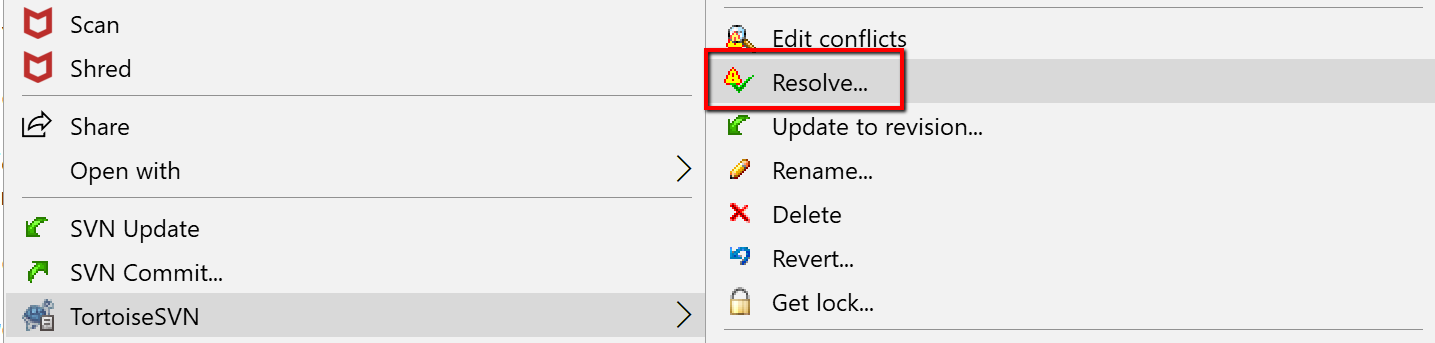 Scan
Shred
Share
Open with
SVN Update
SVN Commit...
TortoiseSVN
Edit conflicts
Resolve...
Update to revision...
Rename...
Delete
Revert...
Get lock...